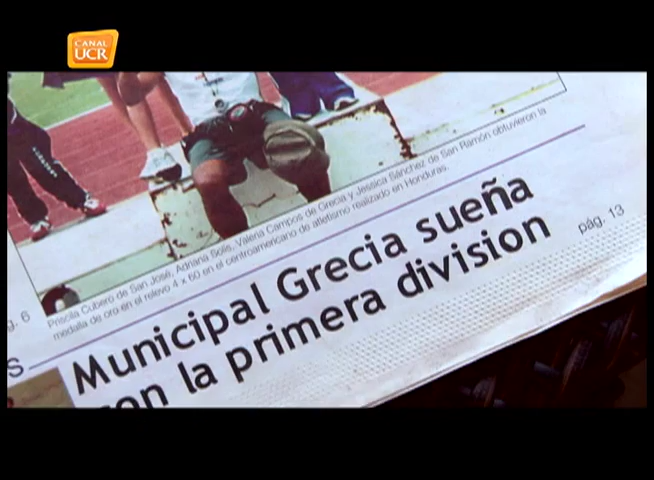 CANAL
UCR
g. 6
Priscila Cubero de San José, Adriana Solís, Valeria Campos de Grecia y Jessica Sánchez de San Ramón obtuvieron la
medalla de oro en el relevo 4 x 60 en el centroamericano de atletismo realizado en Honduras.
S
Municipal Grecia sueña
con la primera division
pág. 13